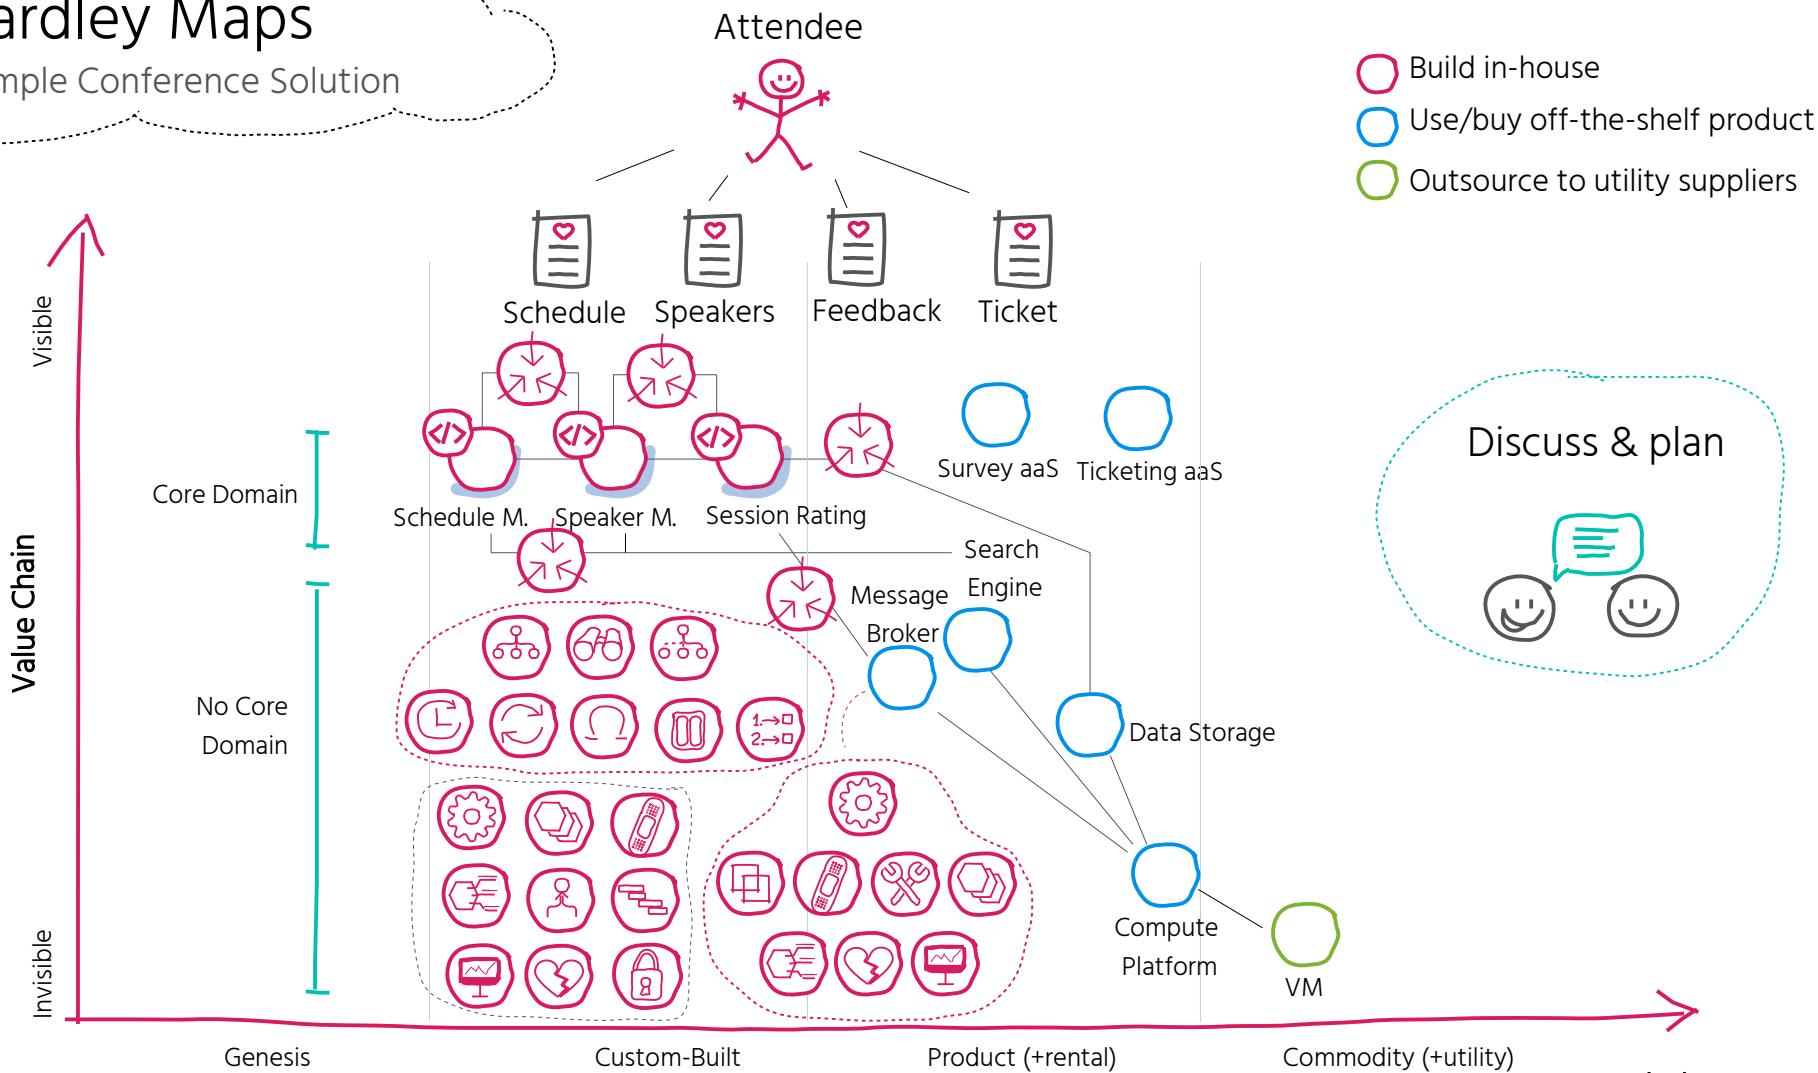 ardley Maps
mple Conference Solution
Attendee
Build in-house
Use/buy off-the-shelf product
Outsource to utility suppliers
Visible
Schedule
Speakers
Feedback
Ticket
</>
</>
</>
Survey aaS
Ticketing aaS
Discuss & plan
Core Domain
Schedule M.
Speaker M.
Session Rating
Search
Engine
Message
Broker
Value Chain
No Core
Domain
1.→
2.→
Data Storage
Compute
Platform
VM
Invisible
Genesis
Custom-Built
Product (+rental)
Commodity (+utility)